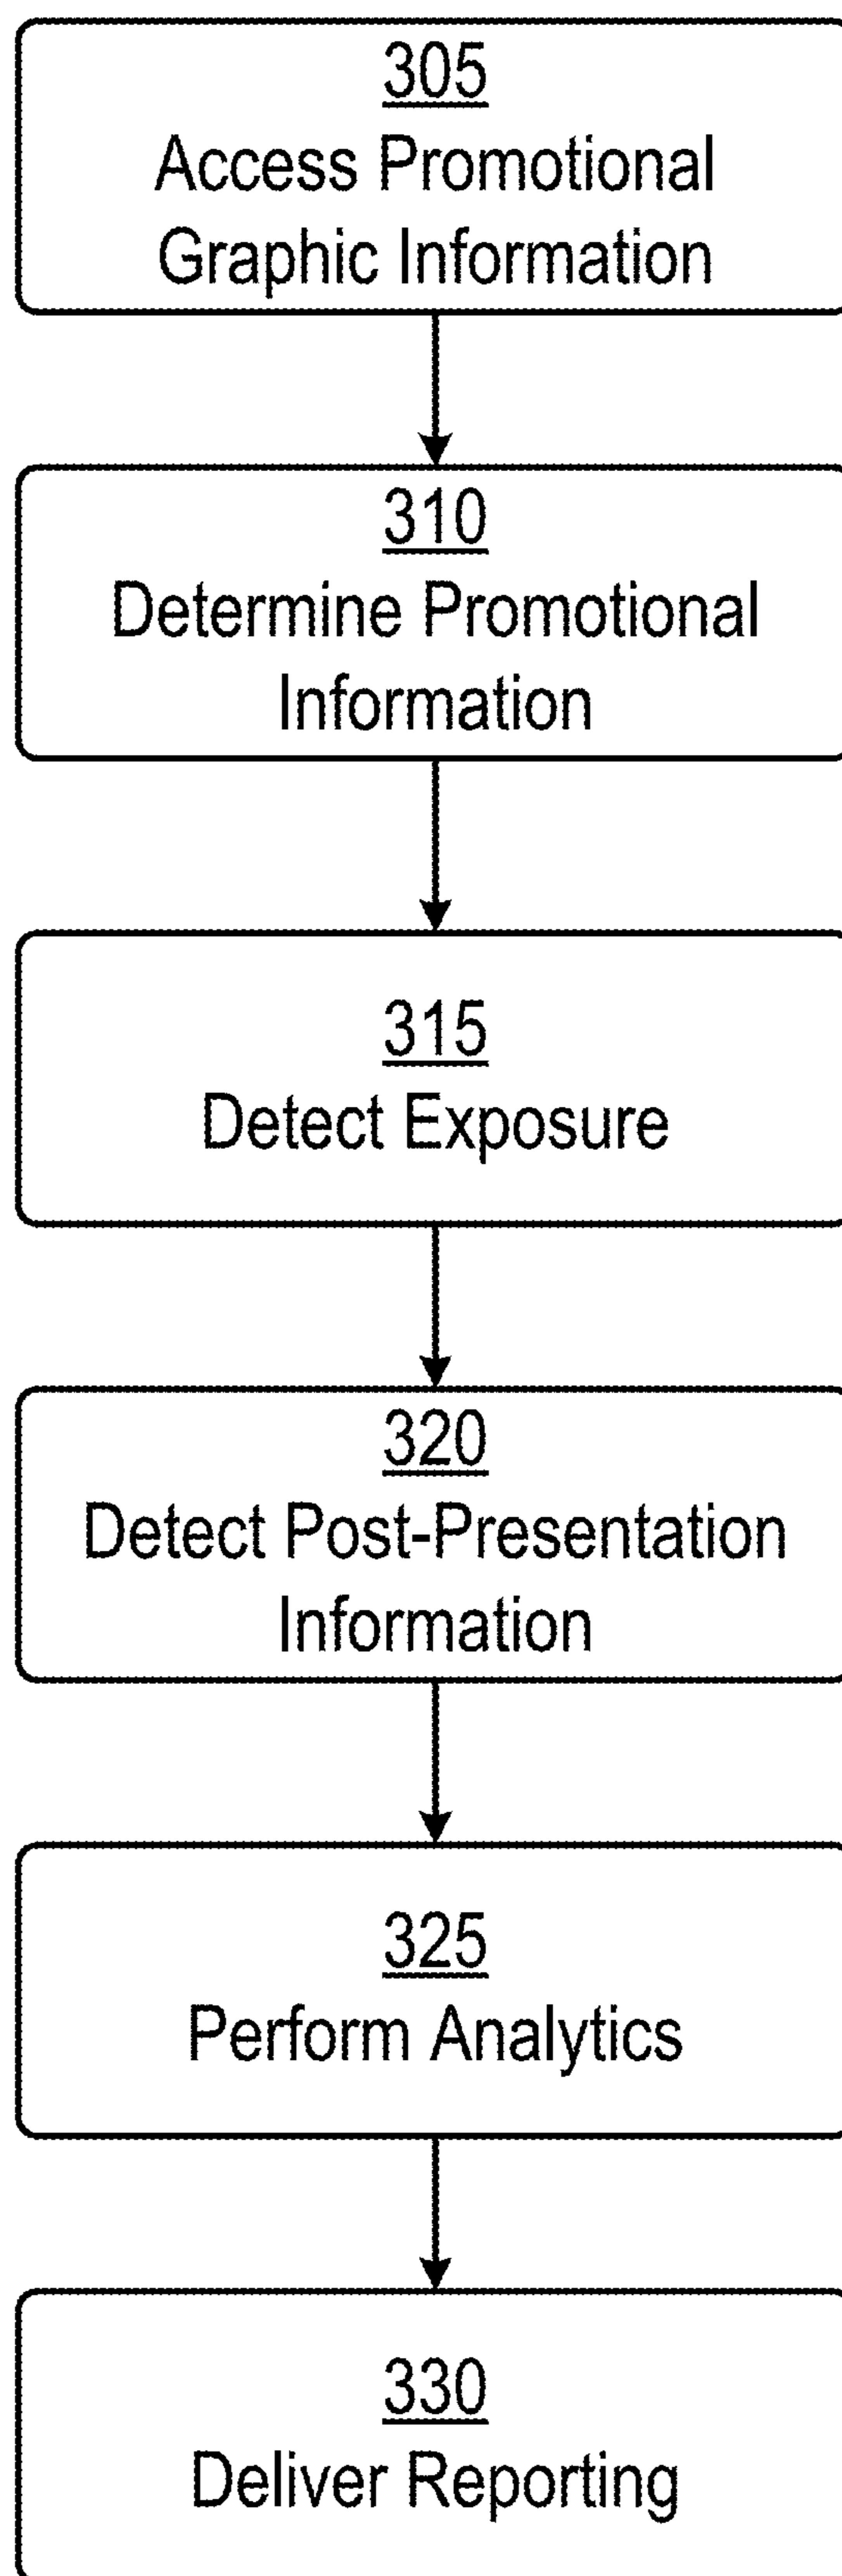 305
Access Promotional
Graphic Information
310
Determine Promotional
Information
315
Detect Exposure
320
Detect Post-Presentation
Information
325
Perform Analytics
330
Deliver Reporting